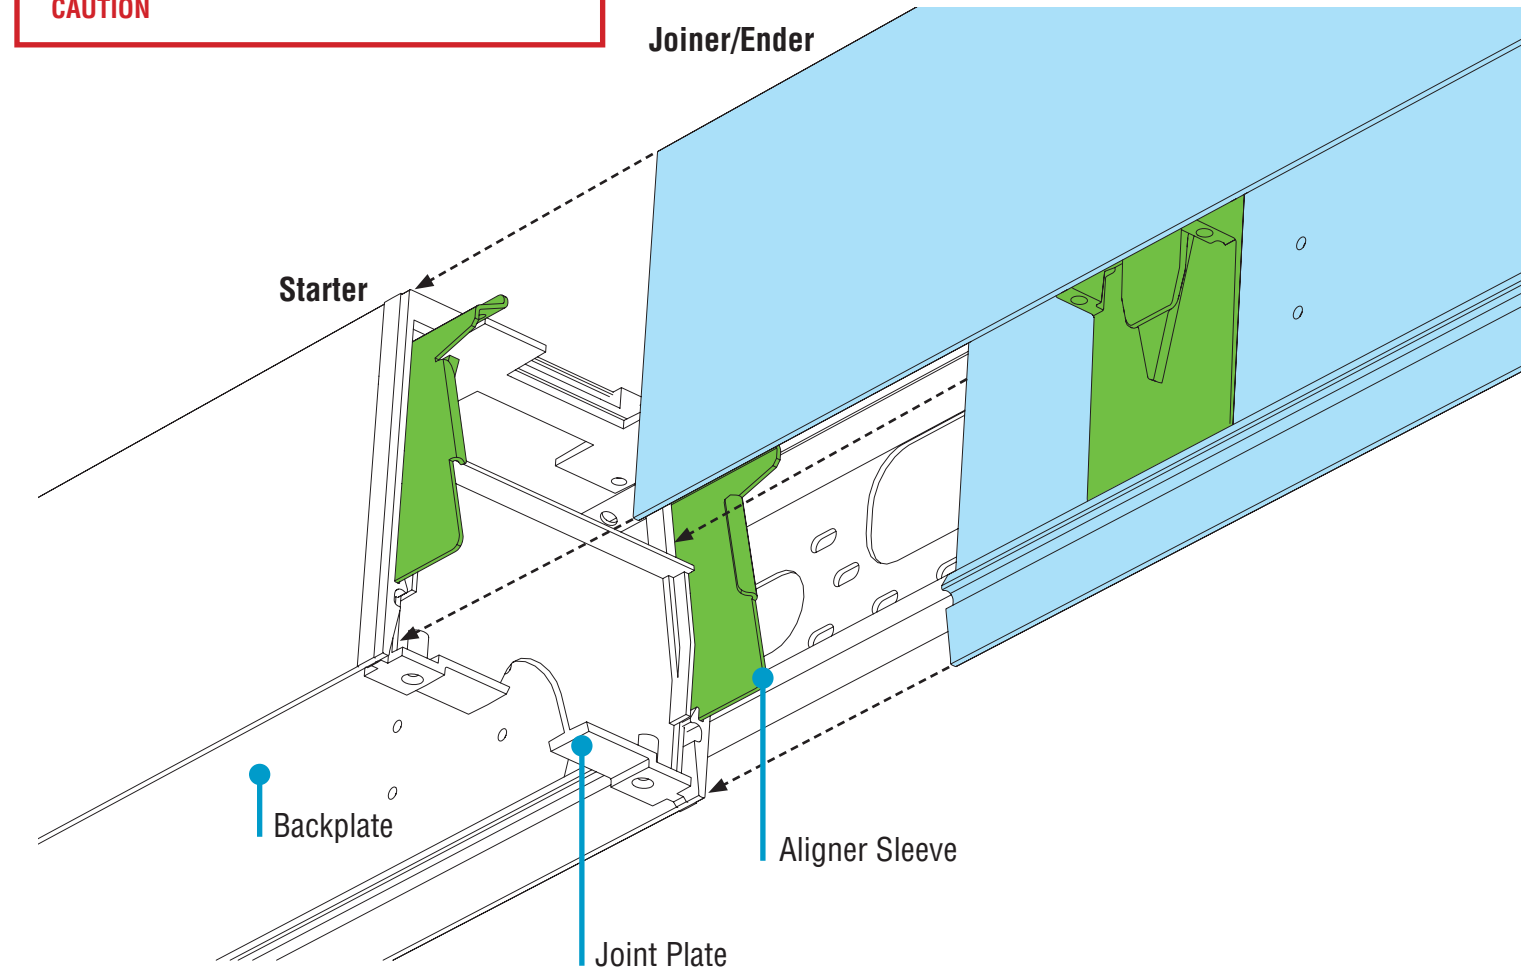 CAUTION
Joiner/Ender
Starter
Backplate
Aligner Sleeve
Joint Plate